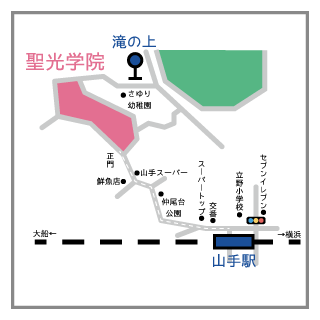 滝の上
聖光学院
さゆり
幼稚園
正門
山手スーパー
鮮魚店
仲尾台
公園
スーパートップ
交番
立野小学校
セブンイレブン
大船←
→横浜
山手駅